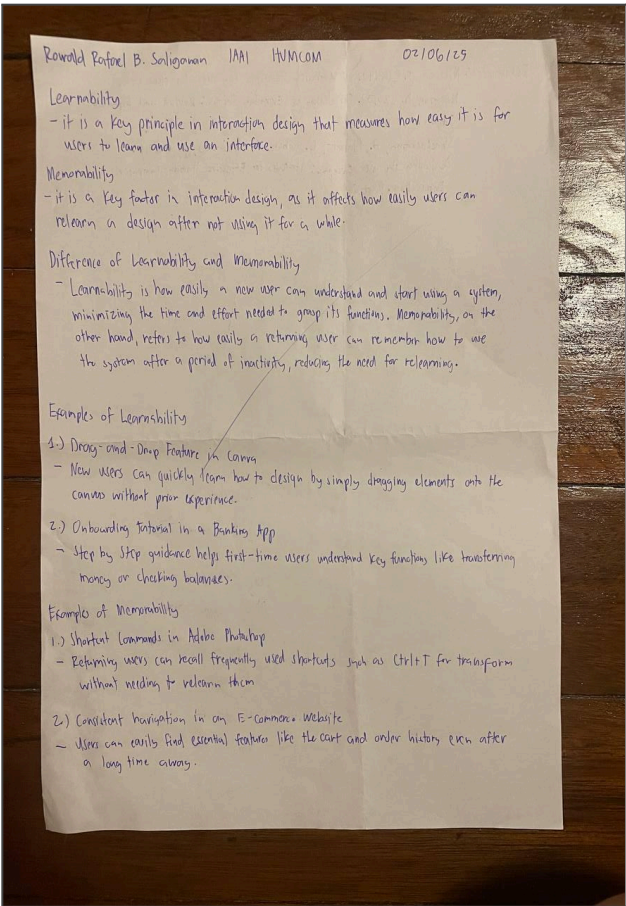 Rowald Rafael B. Saliganan IAAI HUMCOM 02/06/25
Learnability
- it is a key principle in interaction design that measures how easy it is for
users to learn and use an interface.
Memorability
- it is a key factor in interaction design, as it affects how easily users can
relearn a design after not using it for a while.
Difference of Learnability and Memorability
- Learnability is how easily a new user can understand and start using a system,
minimizing the time and effort needed to grasp its functions. Memorability, on the
other hand, refers to how easily a returning user can remember how to use
the system after a period of inactivity, reducing the need for relearning.
Examples of Learnability
1.) Drag-and-Drop Feature in Canva
- New users can quickly learn how to design by simply dragging elements onto the
canvas without prior experience.
2.) Onboarding Tutorial in a Banking App
- Step by Step guidance helps first-time users understand key functions like transferring
money or checking balances.
Examples of Memorability
1.) Shortcut Commands in Adobe Photoshop
- Returning users can recall frequently used shortcuts such as Ctrl+T for transform
without needing to relearn them
2.) Consistent navigation in an E-Commerce Website
- Users can easily find essential features like the cart and order history even after
a long time away.